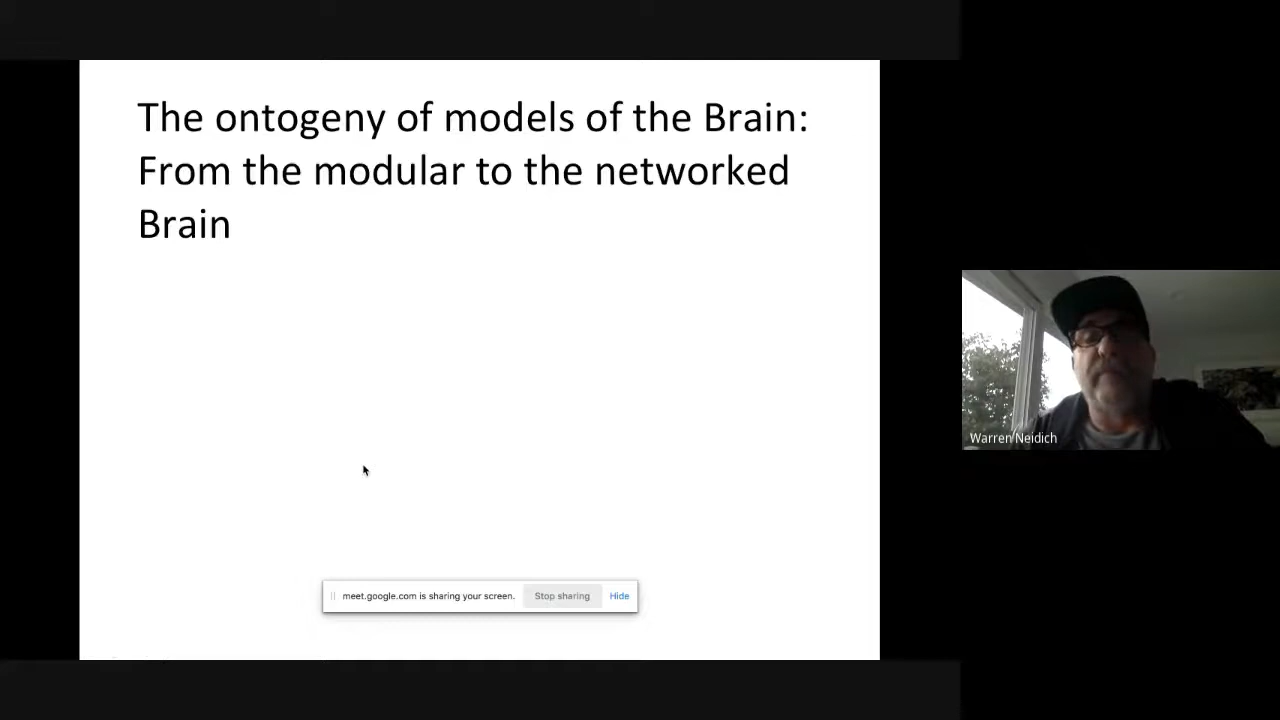 The ontogeny of models of the Brain:
From the modular to the networked
Brain
Warren Neidich
meet.google.com is sharing your screen. Stop sharing Hide